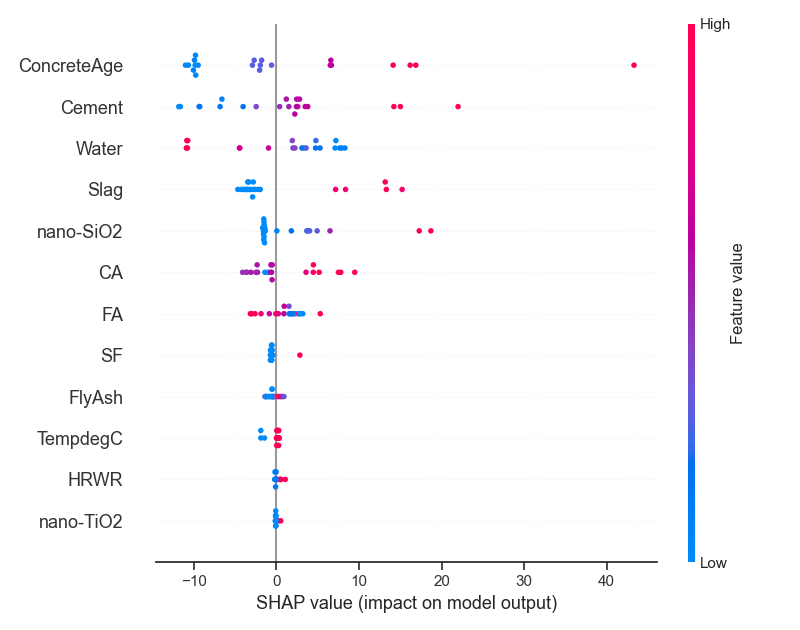 High
ConcreteAge
Cement
Water
Slag
nano-SiO2
CA
FA
SF
FlyAsh
TempdegC
HRWR
nano-TiO2
Feature value
Low
−10 0 10 20 30 40
SHAP value (impact on model output)